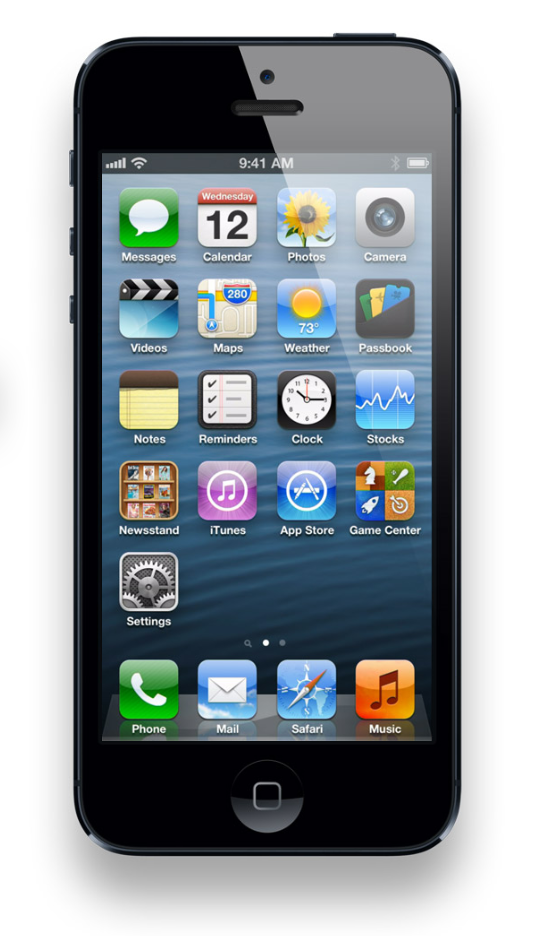 9:41 AM
Wednesday
12
280
73°
Messages Calendar Photos Camera
Videos Maps Weather Passbook
Notes Reminders Clock Stocks
Newsstand iTunes App Store Game Center
Settings
Phone Mail Safari Music